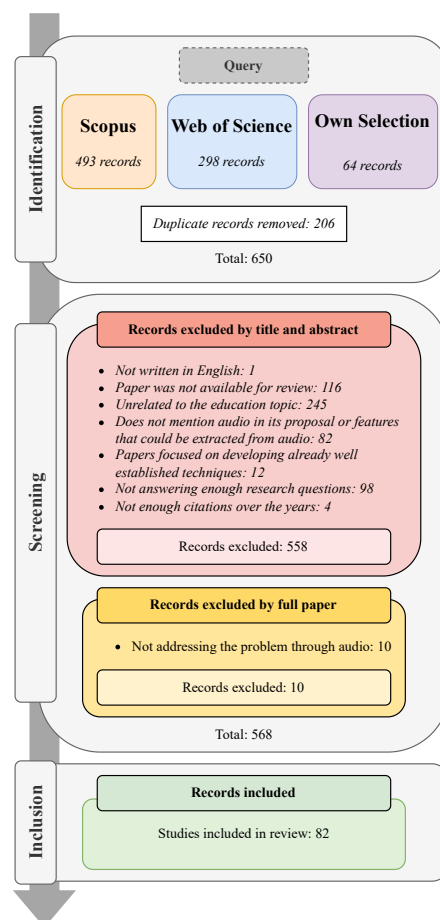 Identification
Query
Scopus
493 records
Web of Science
298 records
Own Selection
64 records
Duplicate records removed: 206
Total: 650
Screening
Records excluded by title and abstract
• Not written in English: 1
• Paper was not available for review: 116
• Unrelated to the education topic: 245
• Does not mention audio in its proposal or features
that could be extracted from audio: 82
• Papers focused on developing already well
established techniques: 12
• Not answering enough research questions: 98
• Not enough citations over the years: 4
Records excluded: 558
Records excluded by full paper
• Not addressing the problem through audio: 10
Records excluded: 10
Total: 568
Inclusion
Records included
Studies included in review: 82